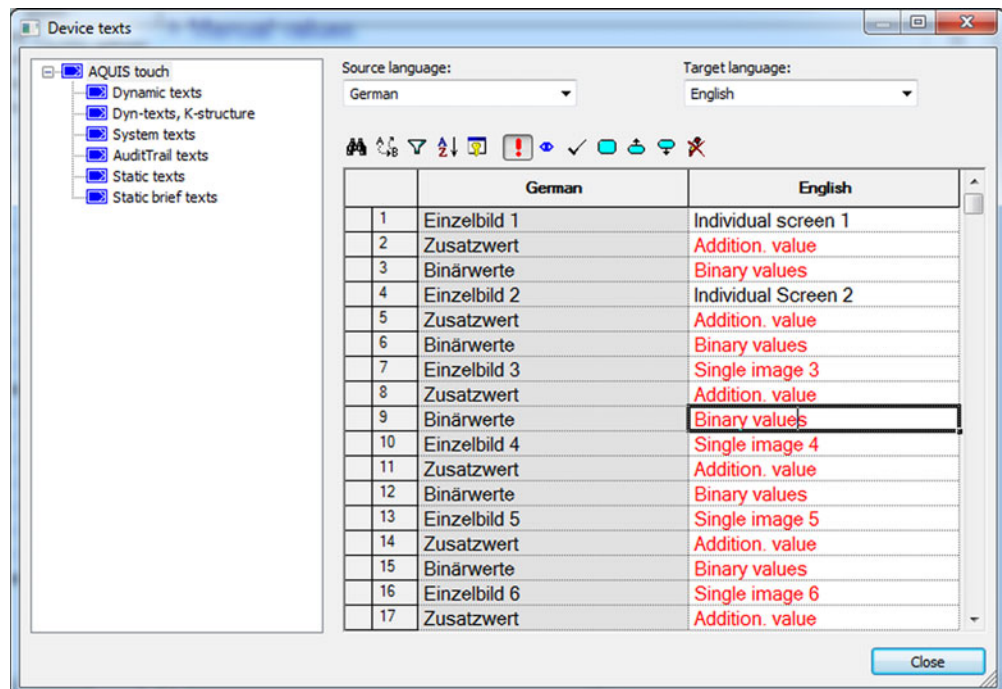 Device texts
AQUIS touch
Dynamic texts
Dyn-texts, K-structure
System texts
AuditTrail texts
Static texts
Static brief texts
Source language: Target language:
German English
German English
1 Einzelbild 1 Individual screen 1
2 Zusatzwert Addition. value
3 Binärwerte Binary values
4 Einzelbild 2 Individual Screen 2
5 Zusatzwert Addition. value
6 Binärwerte Binary values
7 Einzelbild 3 Single image 3
8 Zusatzwert Addition. value
9 Binärwerte Binary values
10 Einzelbild 4 Single image 4
11 Zusatzwert Addition. value
12 Binärwerte Binary values
13 Einzelbild 5 Single image 5
14 Zusatzwert Addition. value
15 Binärwerte Binary values
16 Einzelbild 6 Single image 6
17 Zusatzwert Addition. value
Close